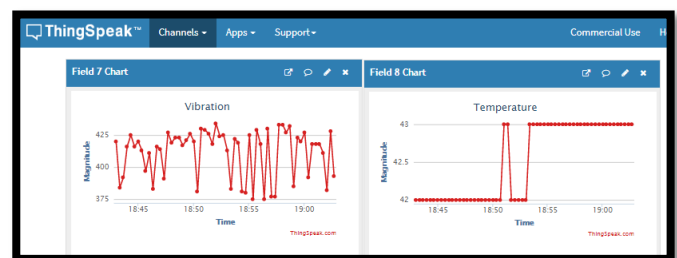 ThingSpeak™ Channels Apps Support Commercial Use
Field 7 Chart
Vibration
Magnitude
425
400
375
18:45 18:50 18:55 19:00
Time
ThingSpeak.com
Field 8 Chart
Temperature
Magnitude
43
42.5
42
18:45 18:50 18:55 19:00
Time
ThingSpeak.com